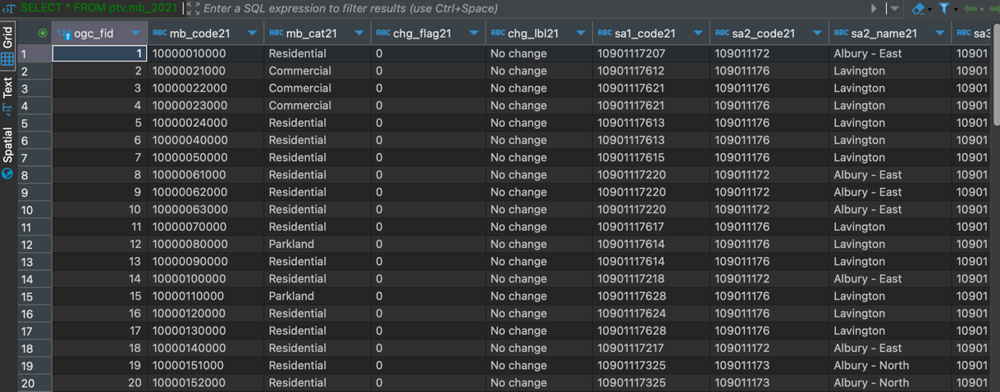 SELECT * FROM ptv.mb_2021 Enter a SQL expression to filter results (use Ctrl+Space)
Grid
Text
Spatial
123 ogc_fid ABC mb_code21 ABC mb_cat21 ABC chg_flag21 ABC chg_lbl21 ABC sa1_code21 ABC sa2_code21 ABC sa2_name21 ABC sa3
1 1 10000010000 Residential 0 No change 10901117207 109011172 Albury - East 10901
2 2 10000021000 Commercial 0 No change 10901117612 109011176 Lavington 10901
3 3 10000022000 Commercial 0 No change 10901117621 109011176 Lavington 10901
4 4 10000023000 Commercial 0 No change 10901117621 109011176 Lavington 10901
5 5 10000024000 Residential 0 No change 10901117613 109011176 Lavington 10901
6 6 10000040000 Residential 0 No change 10901117613 109011176 Lavington 10901
7 7 10000050000 Residential 0 No change 10901117615 109011176 Lavington 10901
8 8 10000061000 Residential 0 No change 10901117220 109011172 Albury - East 10901
9 9 10000062000 Residential 0 No change 10901117220 109011172 Albury - East 10901
10 10 10000063000 Residential 0 No change 10901117220 109011172 Albury - East 10901
11 11 10000070000 Residential 0 No change 10901117617 109011176 Lavington 10901
12 12 10000080000 Parkland 0 No change 10901117614 109011176 Lavington 10901
13 13 10000090000 Residential 0 No change 10901117614 109011176 Lavington 10901
14 14 10000100000 Residential 0 No change 10901117218 109011172 Albury - East 10901
15 15 10000110000 Parkland 0 No change 10901117628 109011176 Lavington 10901
16 16 10000120000 Residential 0 No change 10901117624 109011176 Lavington 10901
17 17 10000130000 Residential 0 No change 10901117628 109011176 Lavington 10901
18 18 10000140000 Residential 0 No change 10901117217 109011172 Albury - East 10901
19 19 10000151000 Residential 0 No change 10901117325 109011173 Albury - North 10901
20 20 10000152000 Residential 0 No change 10901117325 109011173 Albury - North 10901